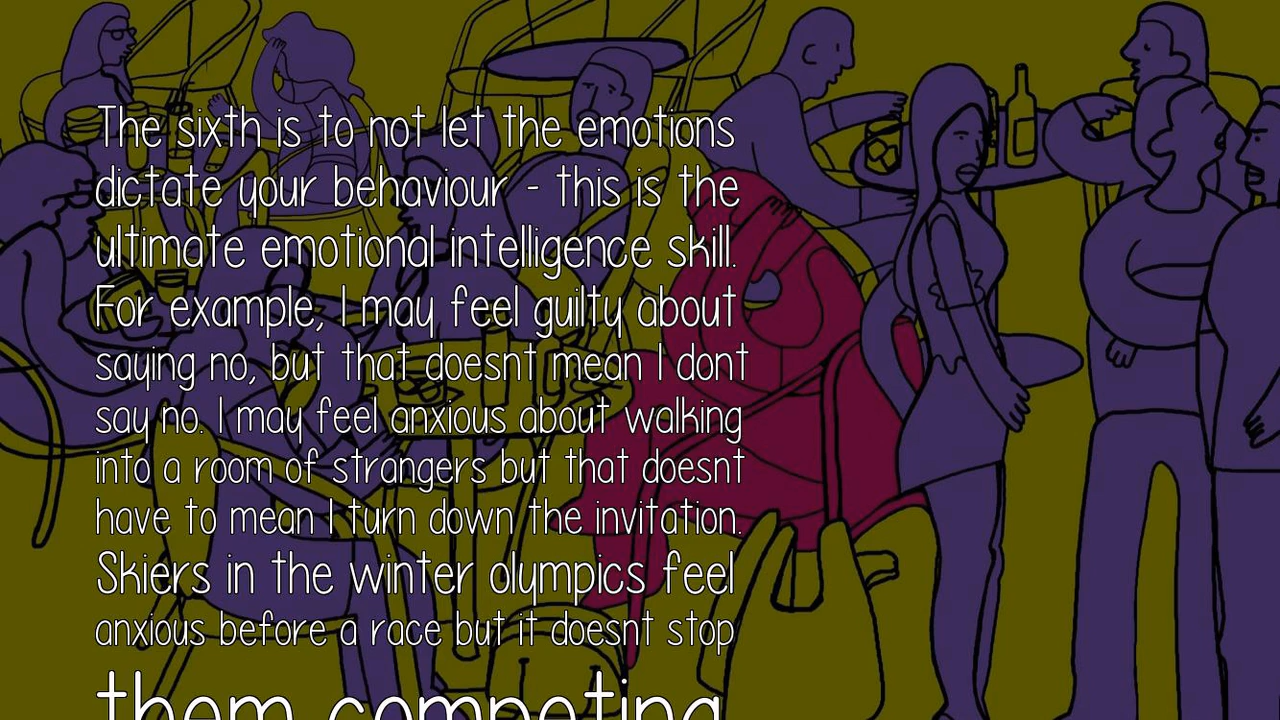 The sixth is to not let the emotions
dictate your behaviour - this is the
ultimate emotional intelligence skill.
For example, I may feel guilty about
saying no, but that doesnt mean I dont
say no. I may feel anxious about walking
into a room of strangers but that doesnt
have to mean I turn down the invitation.
Skiers in the winter olympics feel
anxious before a race but it doesnt stop
them competing